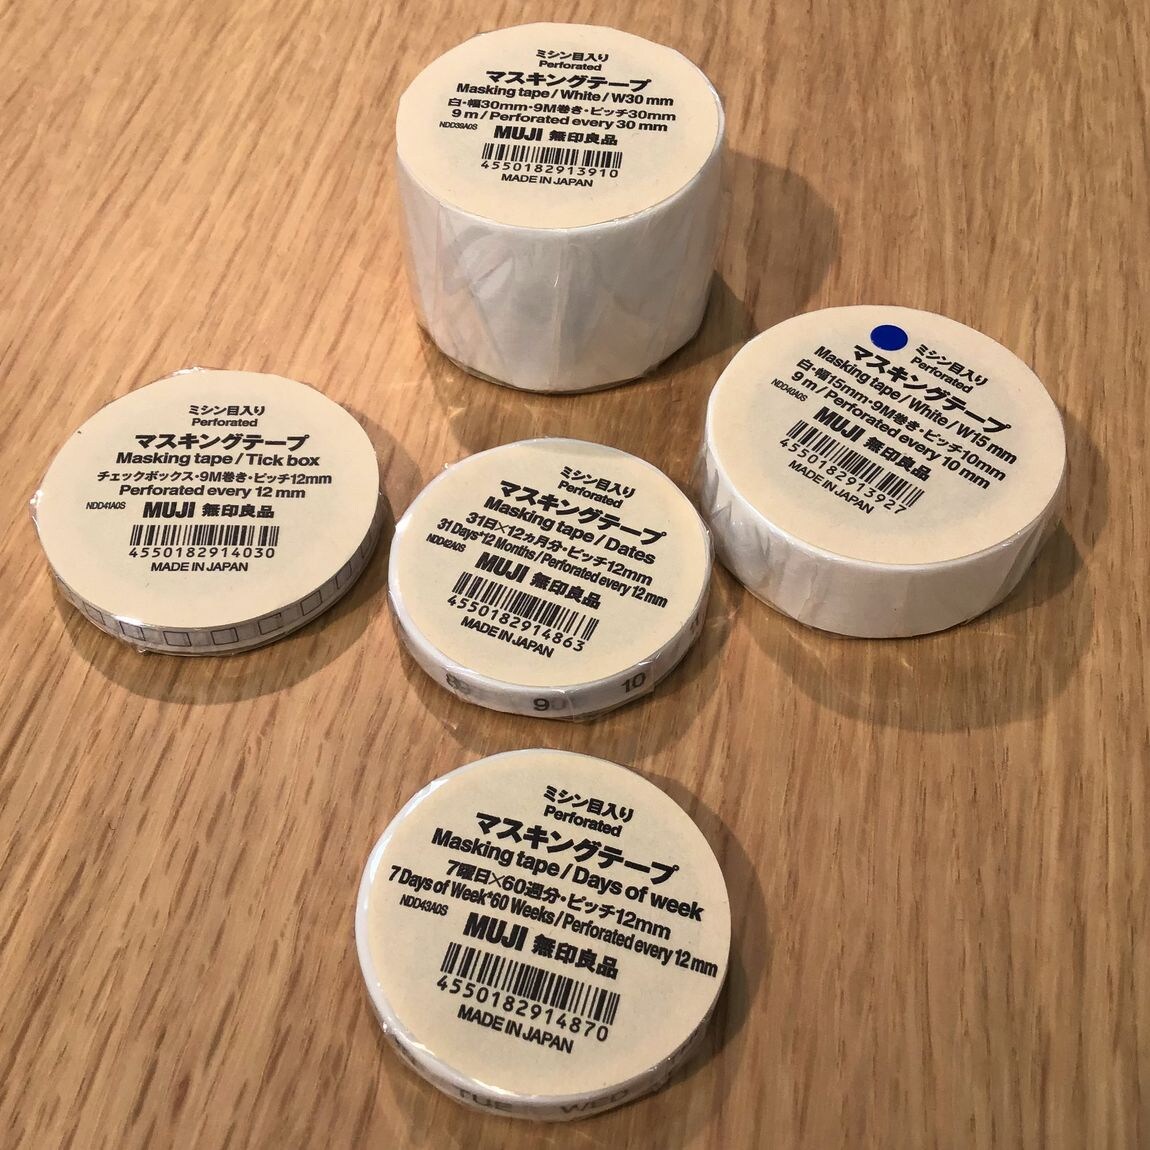 ミシン目入り
Perforated
マスキングテープ
Masking tape / White / W30 mm
白・幅30mm・9M巻き・ピッチ30mm
9 m / Perforated every 30 mm
NDD39A0S
MUJI 無印良品
4550182913910
MADE IN JAPAN
ミシン目入り
Perforated
マスキングテープ
Masking tape / White / W15 mm
白・幅15mm・9M巻き・ピッチ10mm
9 m / Perforated every 10 mm
NDD40A0S
MUJI 無印良品
4550182913927
MADE IN JAPAN
ミシン目入り
Perforated
マスキングテープ
Masking tape / Tick box
チェックボックス・9M巻き・ピッチ12mm
Perforated every 12 mm
NDD41A0S
MUJI 無印良品
4550182914030
MADE IN JAPAN
ミシン目入り
Perforated
マスキングテープ
Masking tape / Dates
31日×12ヵ月分・ピッチ12mm
31 Days*12 Months / Perforated every 12 mm
NDD42A0S
MUJI 無印良品
4550182914863
MADE IN JAPAN
8 9 10
ミシン目入り
Perforated
マスキングテープ
Masking tape / Days of week
7曜日×60週分・ピッチ12mm
7 Days of Week*60 Weeks / Perforated every 12 mm
NDD43A0S
MUJI 無印良品
4550182914870
MADE IN JAPAN
TUE WED